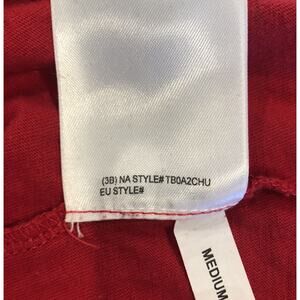 (3B) NA STYLE# TB0A2CHU
EU STYLE#
MEDIUM